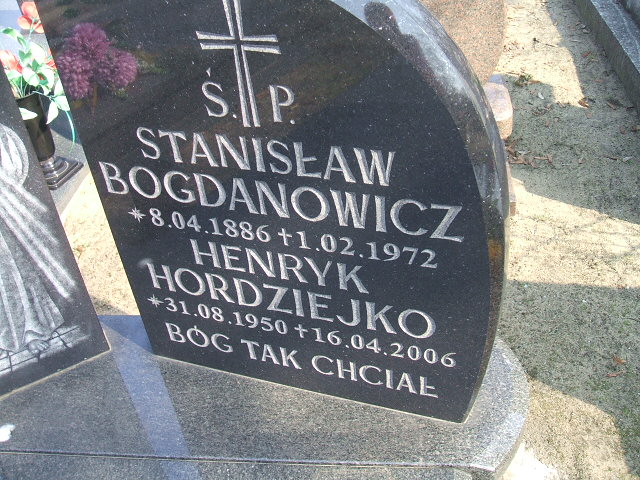 Ś.P.
STANISŁAW
BOGDANOWICZ
*8.04.1886 +1.02.1972
HENRYK
HORDZIEJKO
*31.08.1950 +16.04.2006
BÓG TAK CHCIAŁ